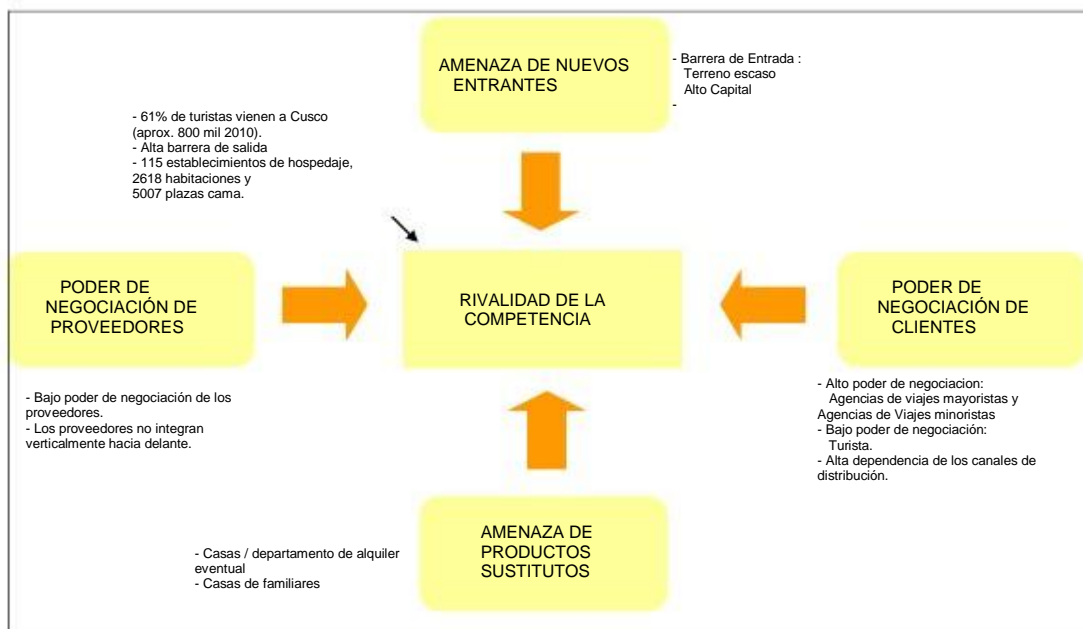 AMENAZA DE NUEVOS
ENTRANTES
- Barrera de Entrada :
Terreno escaso
Alto Capital
-
- 61% de turistas vienen a Cusco
(aprox. 800 mil 2010).
- Alta barrera de salida
- 115 establecimientos de hospedaje,
2618 habitaciones y
5007 plazas cama.
PODER DE
NEGOCIACIÓN DE
PROVEEDORES
RIVALIDAD DE LA
COMPETENCIA
PODER DE
NEGOCIACIÓN DE
CLIENTES
- Bajo poder de negociación de los
proveedores.
- Los proveedores no integran
verticalmente hacia delante.
- Alto poder de negociacion:
Agencias de viajes mayoristas y
Agencias de Viajes minoristas
- Bajo poder de negociación:
Turista.
- Alta dependencia de los canales de
distribución.
AMENAZA DE
PRODUCTOS
SUSTITUTOS
- Casas / departamento de alquiler
eventual
- Casas de familiares